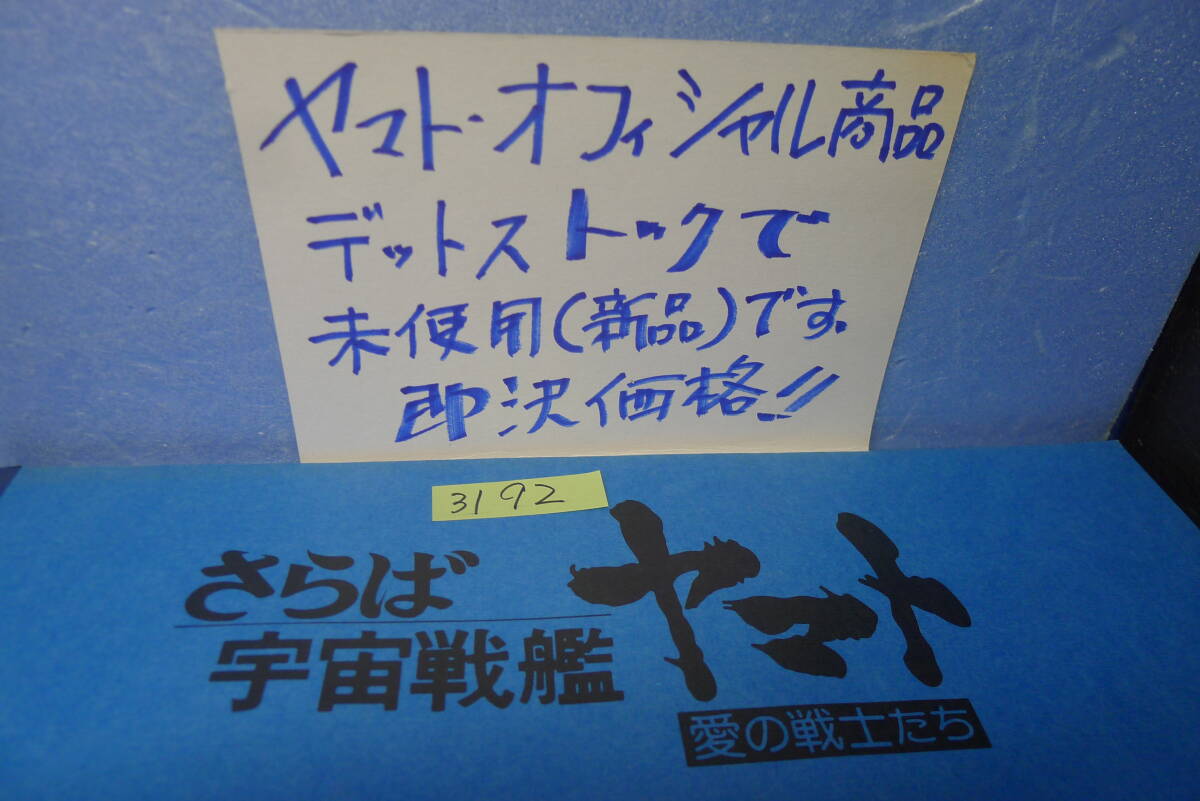 ヤマト・オフィシャル商品
デットストックで
未使用(新品)です.
即決価格!!
3192
さらば
宇宙戦艦
ヤマト
愛の戦士たち